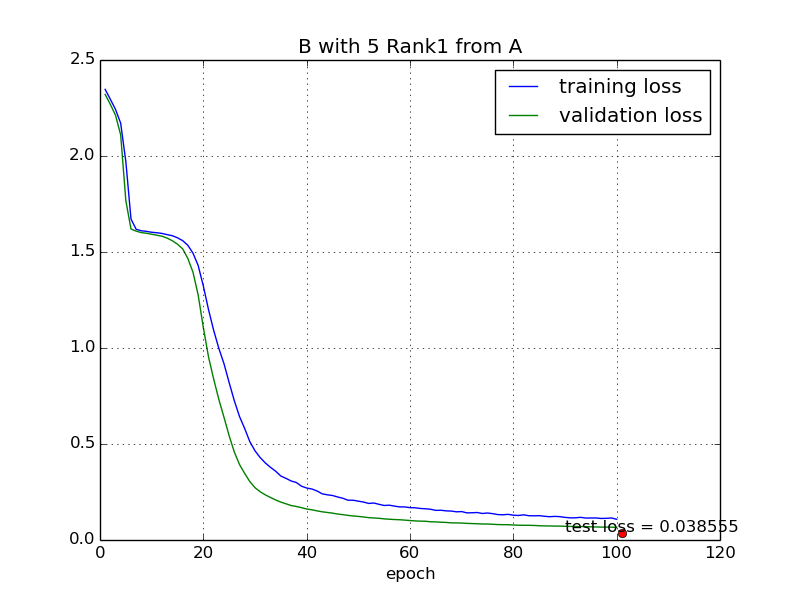 B with 5 Rank1 from A
2.5
training loss
validation loss
2.0
1.5
1.0
0.5
test loss = 0.038555
0.0
0 20 40 60 80 100 120
epoch